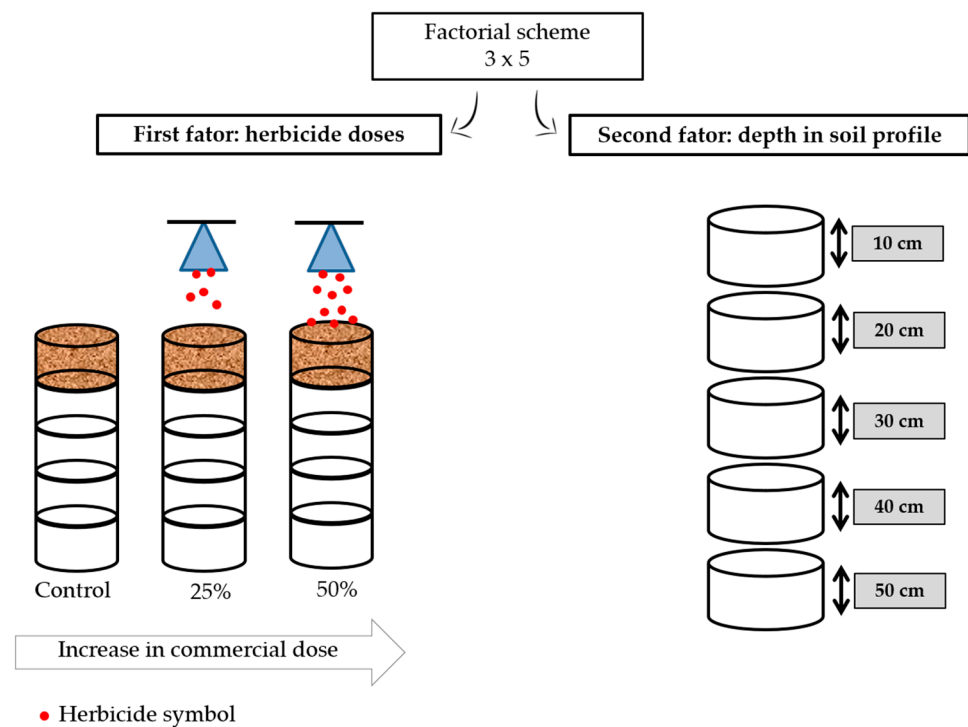 Factorial scheme
3 x 5
First fator: herbicide doses
Second fator: depth in soil profile
10 cm
20 cm
30 cm
40 cm
50 cm
Control
25%
50%
Increase in commercial dose
Herbicide symbol